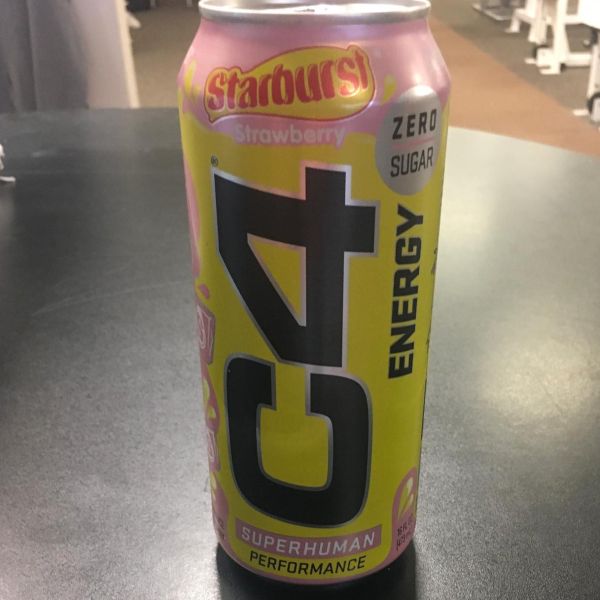 Starburst
Strawberry
ZERO
SUGAR
®
C4
ENERGY
SUPERHUMAN
PERFORMANCE